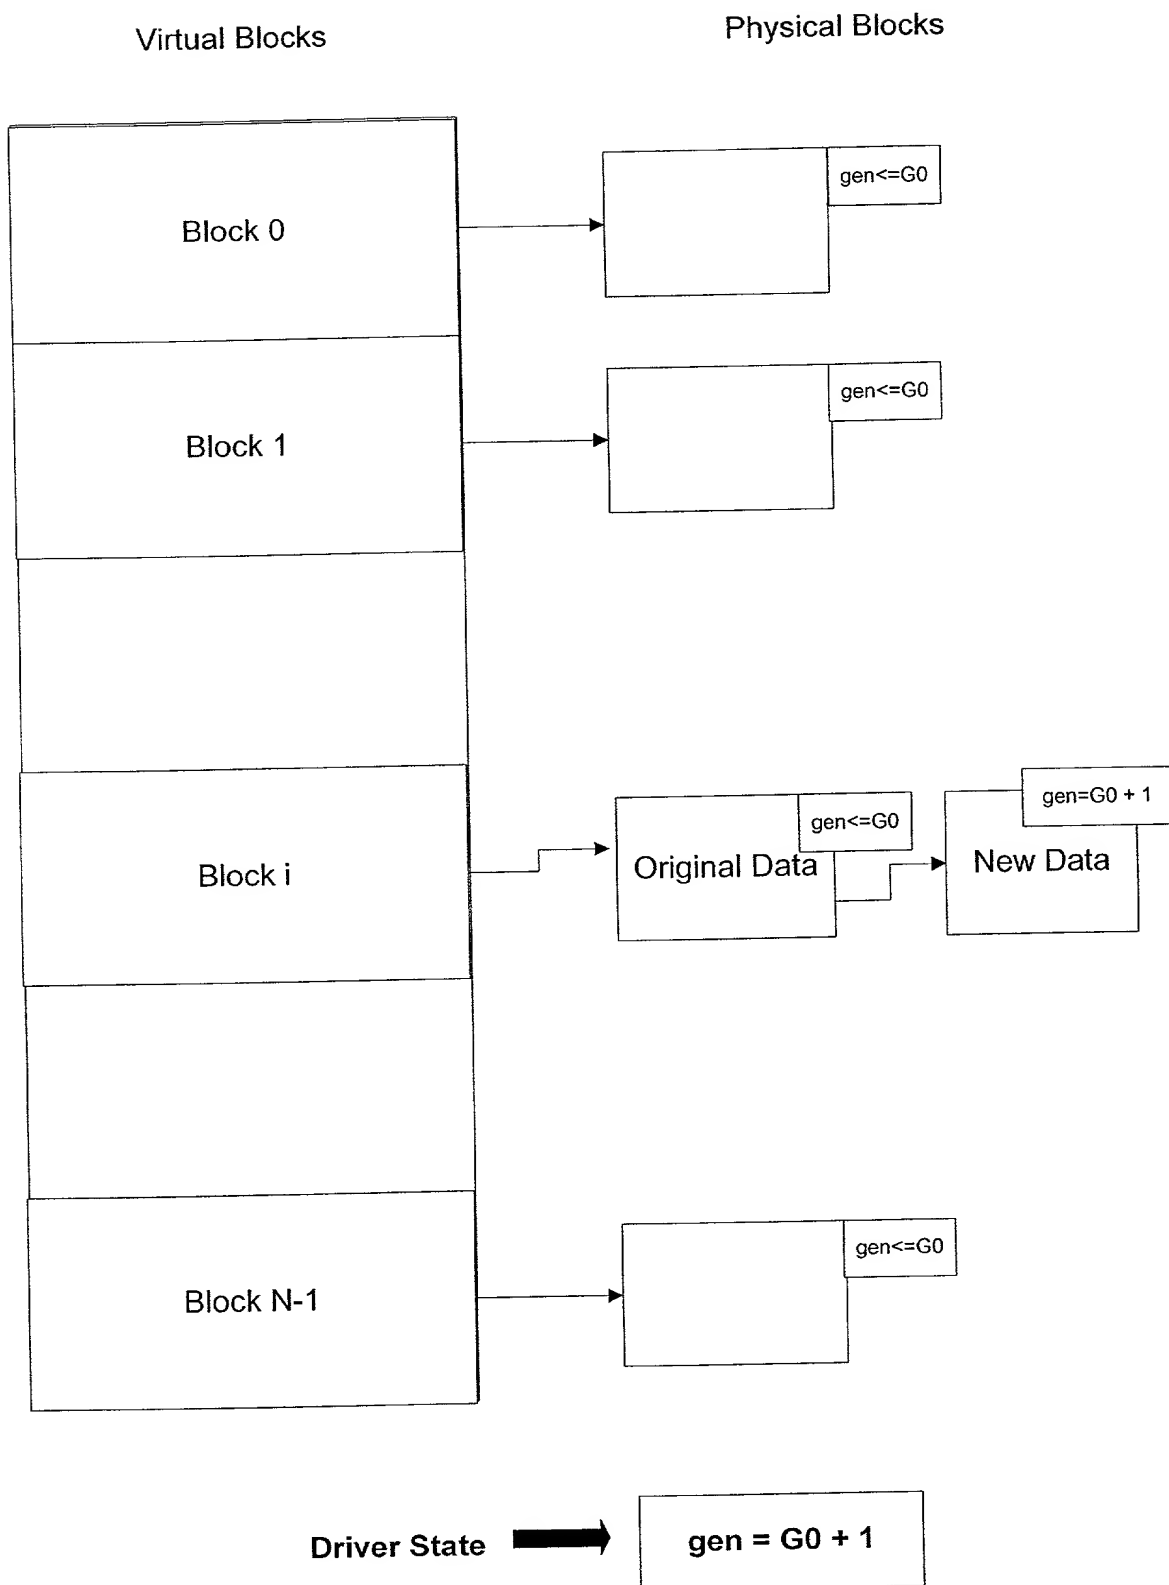 Virtual Blocks
Physical Blocks
Block 0
gen<=G0
Block 1
gen<=G0
Block i
Original Data
gen<=G0
New Data
gen=G0 + 1
Block N-1
gen<=G0
Driver State
gen = G0 + 1